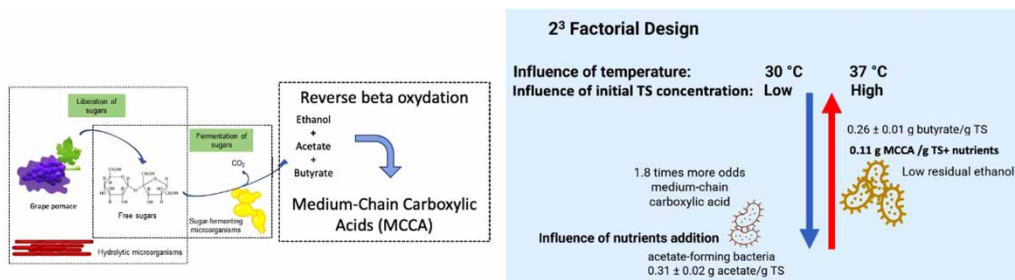 Liberation of
sugars
Fermentation of
sugars
CO2
Grape pomace
Free sugars
Sugar-fermenting
microorganisms
Hydrolytic microorganisms
Reverse beta oxydation
Ethanol
+
Acetate
+
Butyrate
Medium-Chain Carboxylic
Acids (MCCA)
2³ Factorial Design
Influence of temperature: 30 °C 37 °C
Influence of initial TS concentration: Low High
0.26 ± 0.01 g butyrate/g TS
0.11 g MCCA /g TS+ nutrients
Low residual ethanol
1.8 times more odds
medium-chain
carboxylic acid
Influence of nutrients addition
acetate-forming bacteria
0.31 ± 0.02 g acetate/g TS